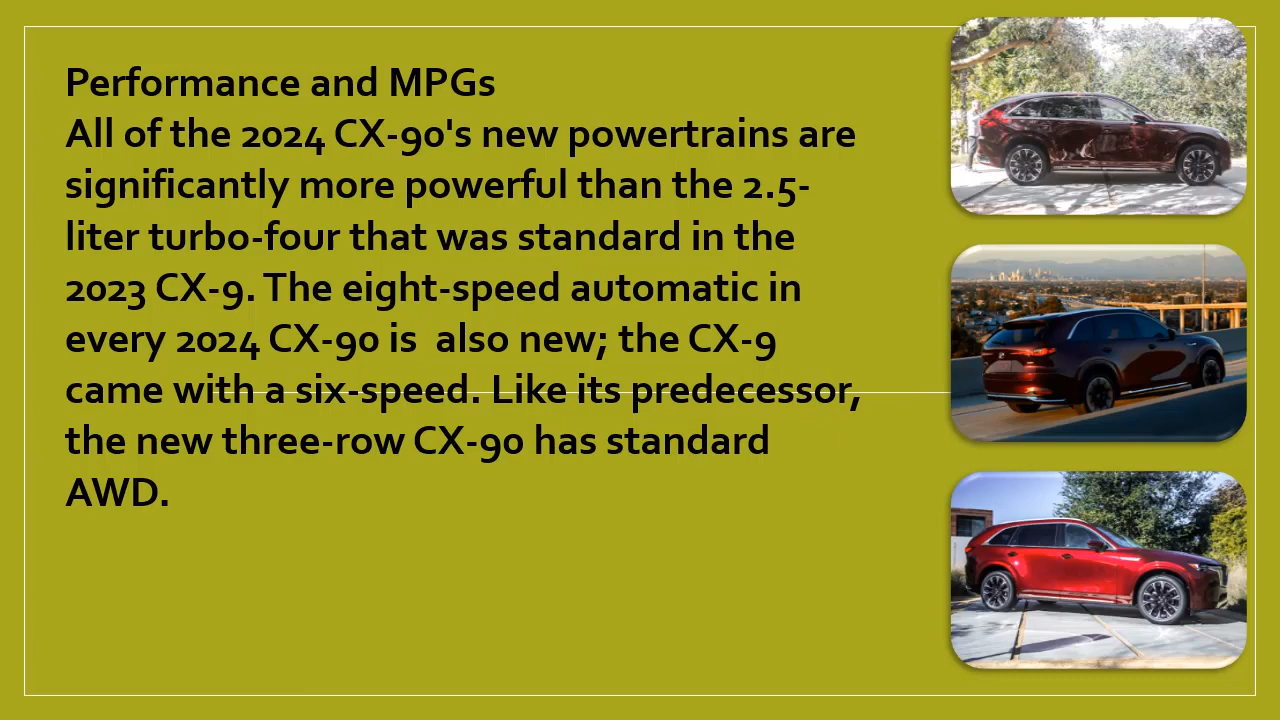 Performance and MPGs
All of the 2024 CX-90's new powertrains are
significantly more powerful than the 2.5-
liter turbo-four that was standard in the
2023 CX-9. The eight-speed automatic in
every 2024 CX-90 is  also new; the CX-9
came with a six-speed. Like its predecessor,
the new three-row CX-90 has standard
AWD.